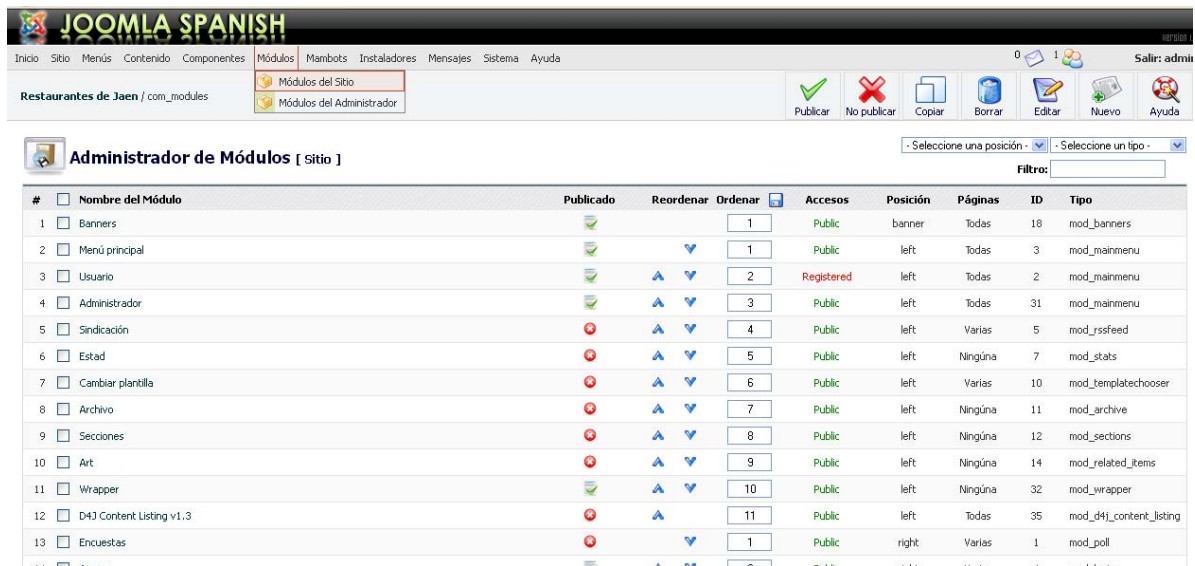 JOOMLA SPANISH
Inicio Sitio Menús Contenido Componentes Módulos Mambots Instaladores Mensajes Sistema Ayuda 0 1 Salir: admin
Módulos del Sitio
Módulos del Administrador
Restaurantes de Jaen / com_modules
Publicar No publicar Copiar Borrar Editar Nuevo Ayuda
Administrador de Módulos [ Sitio ]
- Seleccione una posición - - Seleccione un tipo -
Filtro:
# Nombre del Módulo Publicado Reordenar Ordenar Accesos Posición Páginas ID Tipo
1 Banners 1 Public banner Todas 18 mod_banners
2 Menú principal 1 Public left Todas 3 mod_mainmenu
3 Usuario 2 Registered left Todas 2 mod_mainmenu
4 Administrador 3 Public left Todas 31 mod_mainmenu
5 Sindicación 4 Public left Varias 5 mod_rssfeed
6 Estad 5 Public left Ningúna 7 mod_stats
7 Cambiar plantilla 6 Public left Varias 10 mod_templatechooser
8 Archivo 7 Public left Ningúna 11 mod_archive
9 Secciones 8 Public left Ningúna 12 mod_sections
10 Art 9 Public left Ningúna 14 mod_related_items
11 Wrapper 10 Public left Ningúna 32 mod_wrapper
12 D4J Content Listing v1.3 11 Public left Todas 35 mod_d4j_content_listing
13 Encuestas 1 Public right Varias 1 mod_poll